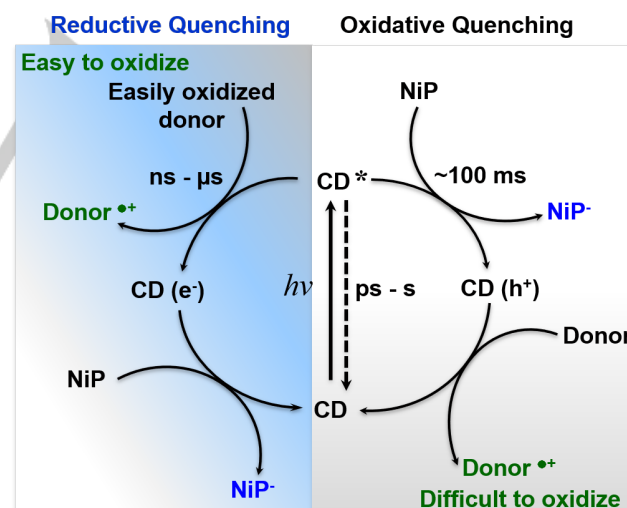 Reductive Quenching
Oxidative Quenching
Easy to oxidize
Easily oxidized
donor
NiP
ns - µs
CD*
~100 ms
Donor •+
NiP-
CD (e-)
hν
ps - s
CD (h+)
Donor
NiP
CD
NiP-
Donor •+
Difficult to oxidize